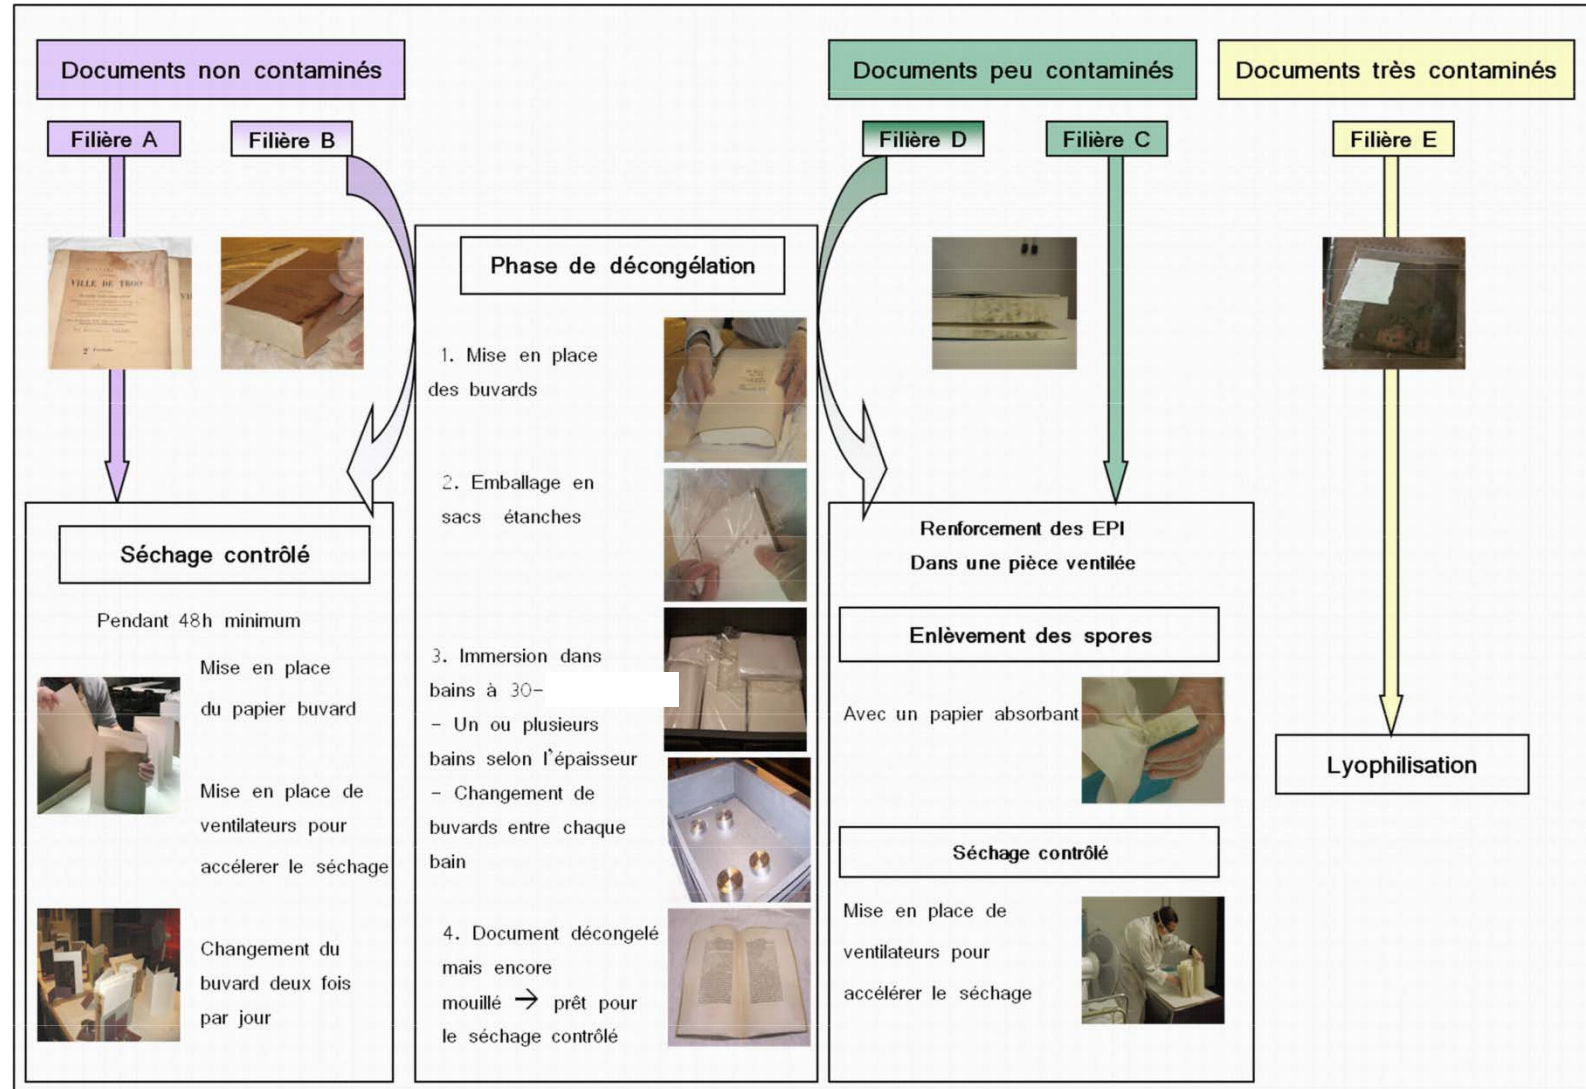 Documents non contaminés
Filière A
Filière B
Documents peu contaminés
Filière D
Filière C
Documents très contaminés
Filière E
VILLE DE TROO
Phase de décongélation
1. Mise en place
des buvards
2. Emballage en
sacs étanches
3. Immersion dans
bains à 30-
- Un ou plusieurs
bains selon l'épaisseur
- Changement de
buvards entre chaque
bain
4. Document décongelé
mais encore
mouillé → prêt pour
le séchage contrôlé
Séchage contrôlé
Pendant 48h minimum
Mise en place
du papier buvard
Mise en place de
ventilateurs pour
accélerer le séchage
Changement du
buvard deux fois
par jour
Renforcement des EPI
Dans une pièce ventilée
Enlèvement des spores
Avec un papier absorbant
Séchage contrôlé
Mise en place de
ventilateurs pour
accélérer le séchage
Lyophilisation